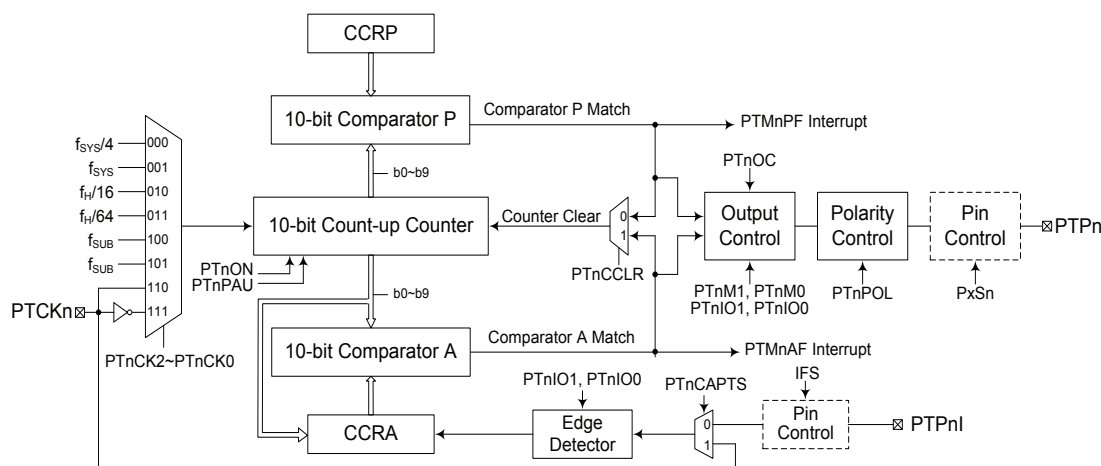 CCRP
10-bit Comparator P
Comparator P Match
PTMnPF Interrupt
fSYS/4
000
fSYS
001
fH/16
010
fH/64
011
fSUB
100
fSUB
101
110
111
b0~b9
10-bit Count-up Counter
Counter Clear
0
1
PTnCCLR
PTnOC
Output
Control
Polarity
Control
Pin
Control
PTPn
PTnON
PTnPAU
PTnM1, PTnM0
PTnIO1, PTnIO0
PTnPOL
PxSn
PTCKn
b0~b9
PTnCK2~PTnCK0
10-bit Comparator A
Comparator A Match
PTMnAF Interrupt
PTnIO1, PTnIO0
PTnCAPTS
IFS
CCRA
Edge
Detector
0
1
Pin
Control
PTPnI